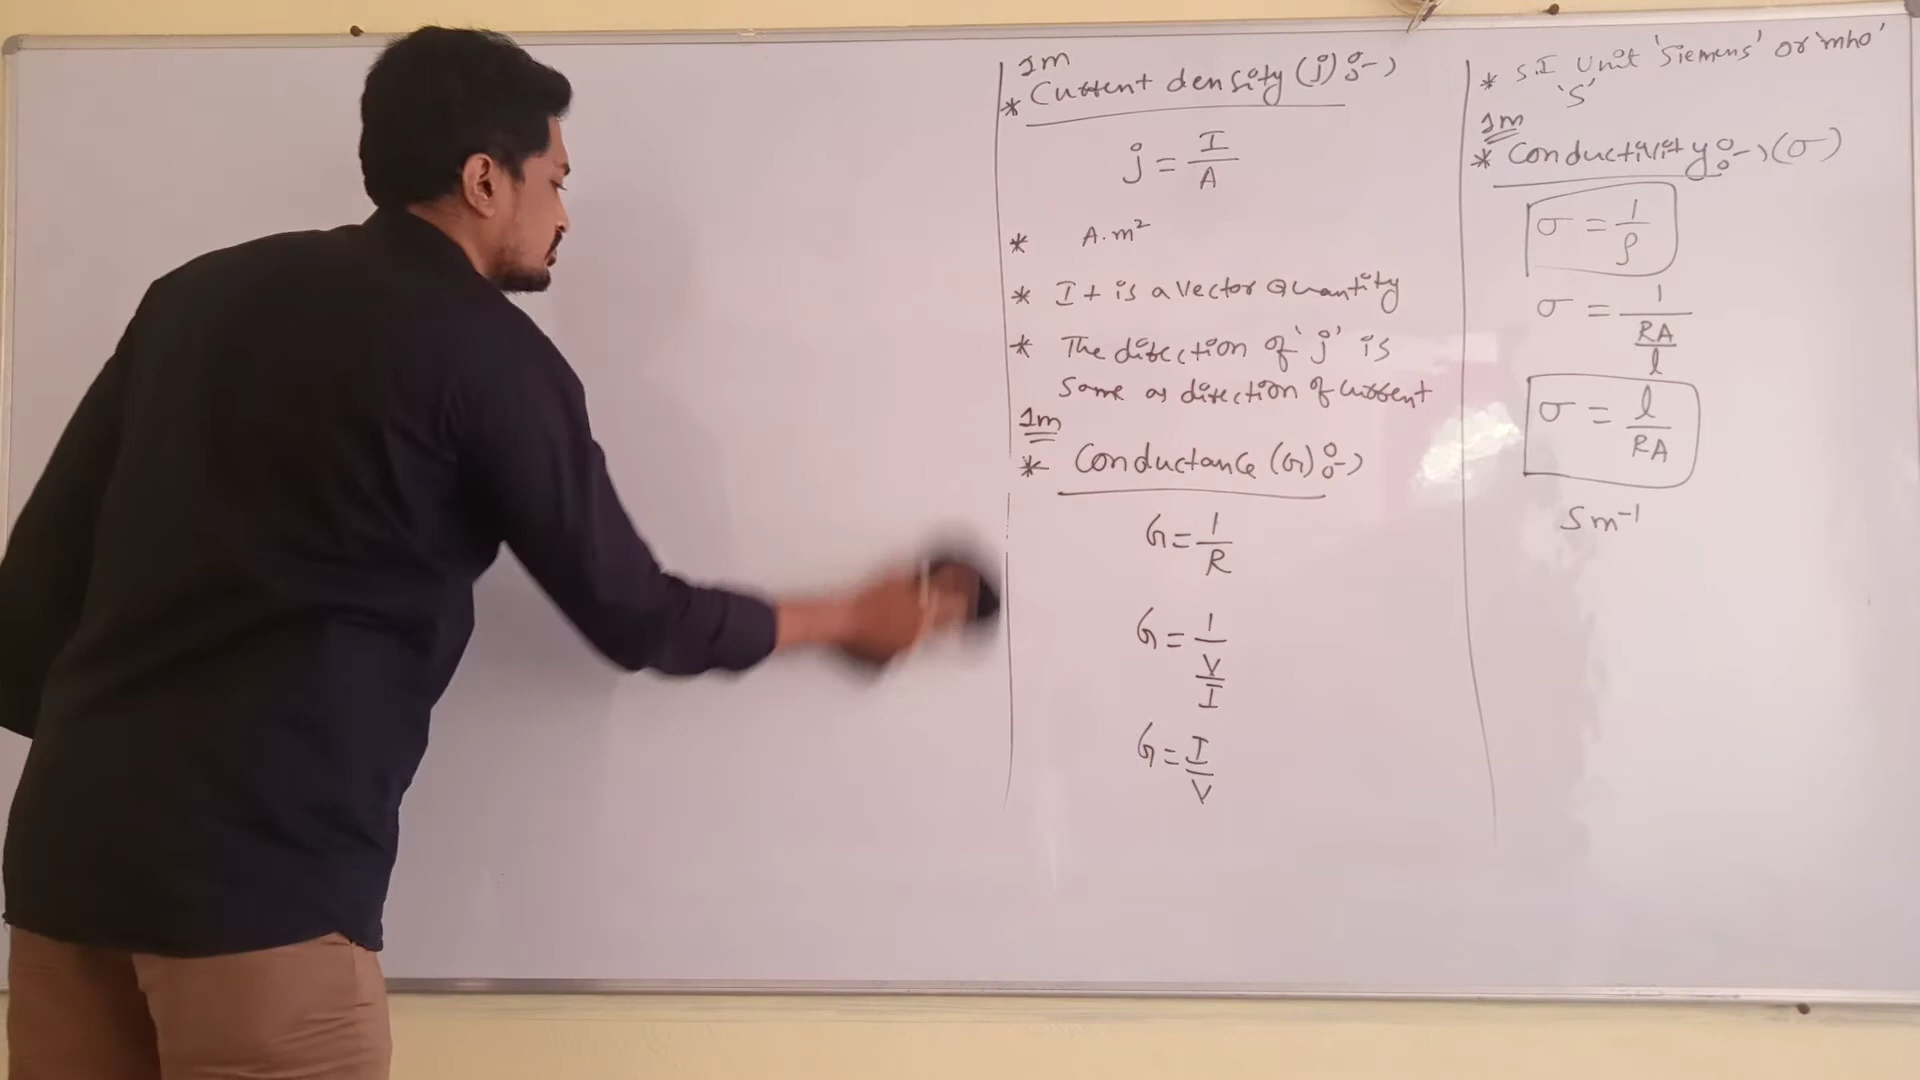 1m
* Current density (j) :-)
j = I/A
* A.m²
* It is a vector Quantity
* The direction of 'j' is
same as direction of current
1m
* Conductance (G) :-)
G = 1/R
G = 1/(V/I)
G = I/V
* S.I Unit 'Siemens' or 'mho'
'S'
1m
* Conductivity :-) (σ)
σ = 1/ρ
σ = 1/(RA/l)
σ = l/RA
Sm⁻¹